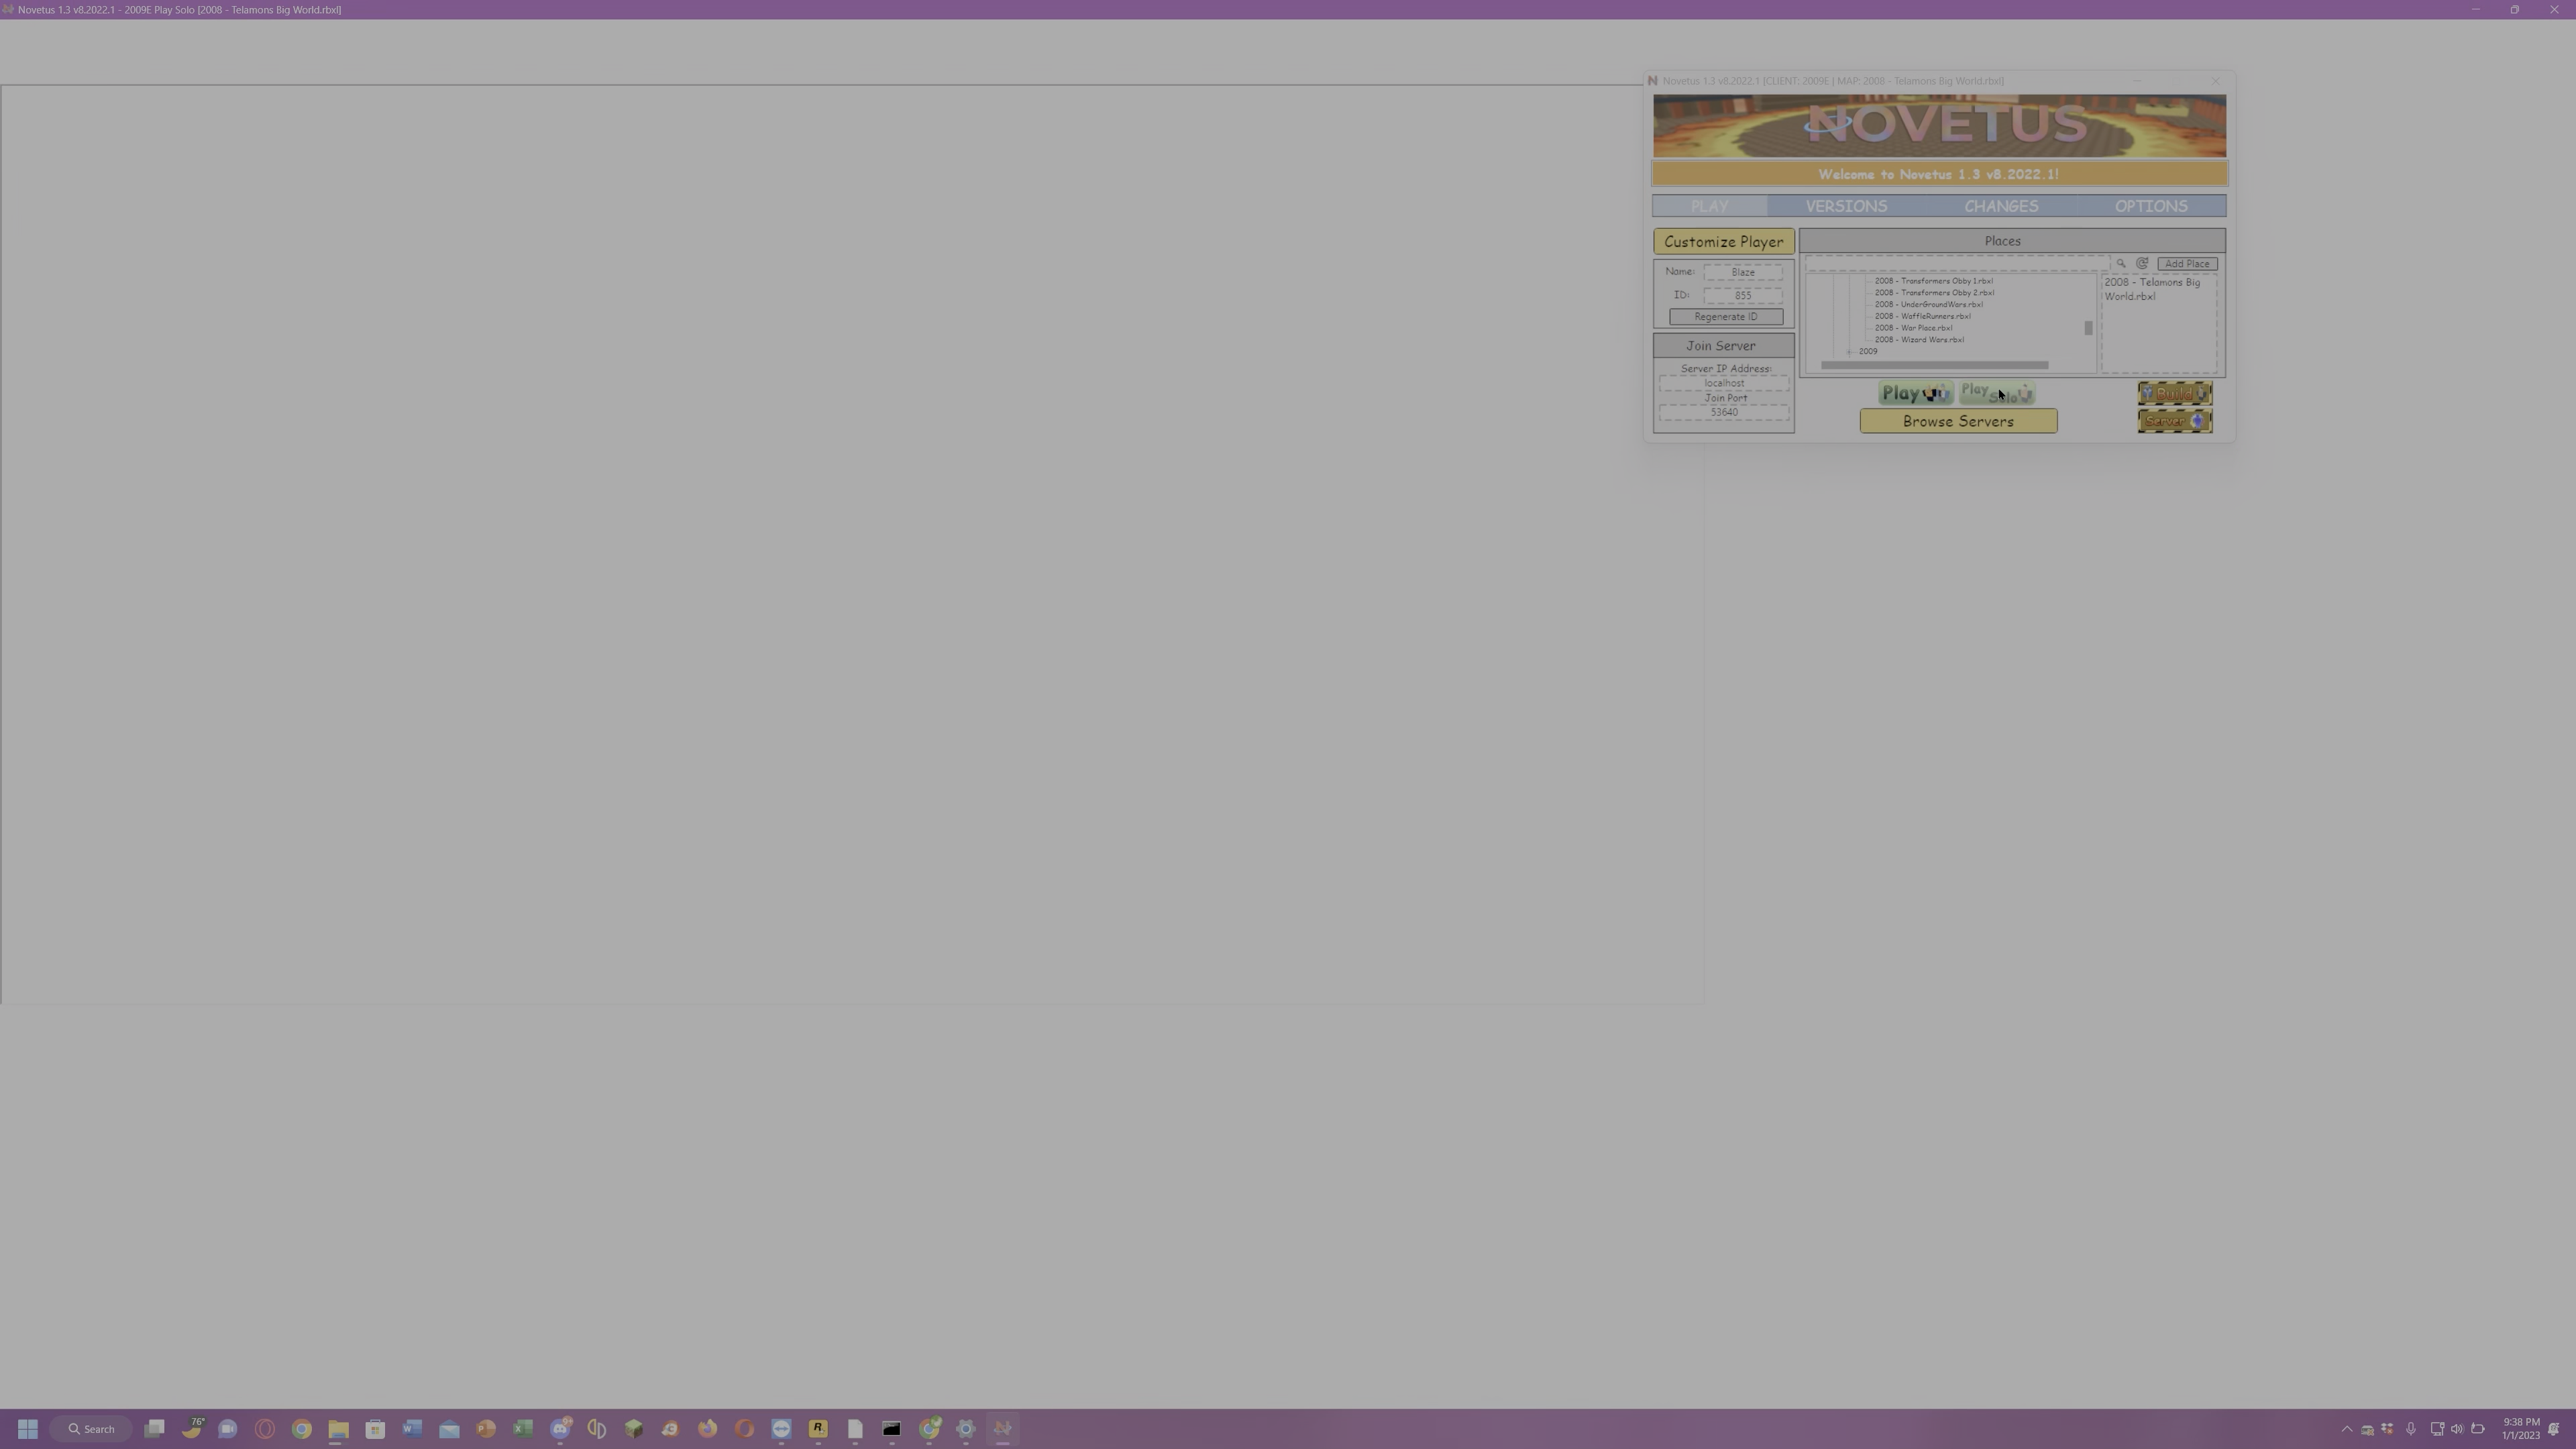 Novetus 1.3 v8.2022.1 - 2009E Play Solo [2008 - Telamons Big World.rbxl]
Novetus 1.3 v8.2022.1 [CLIENT: 2009E | MAP: 2008 - Telamons Big World.rbxl]
NOVETUS
Welcome to Novetus 1.3 v8.2022.1!
PLAY VERSIONS CHANGES OPTIONS
Customize Player
Name: Blaze
ID: 855
Regenerate ID
Join Server
Server IP Address:
localhost
Join Port
53640
Places
Add Place
2008 - Transformers Obby 1.rbxl
2008 - Transformers Obby 2.rbxl
2008 - UnderGroundWars.rbxl
2008 - WaffleRunners.rbxl
2008 - War Place.rbxl
2008 - Wizard Wars.rbxl
2009
2008 - Telamons Big
World.rbxl
Play
Play
Solo
Browse Servers
Build
Server
Search
76°
9:38 PM
1/1/2023